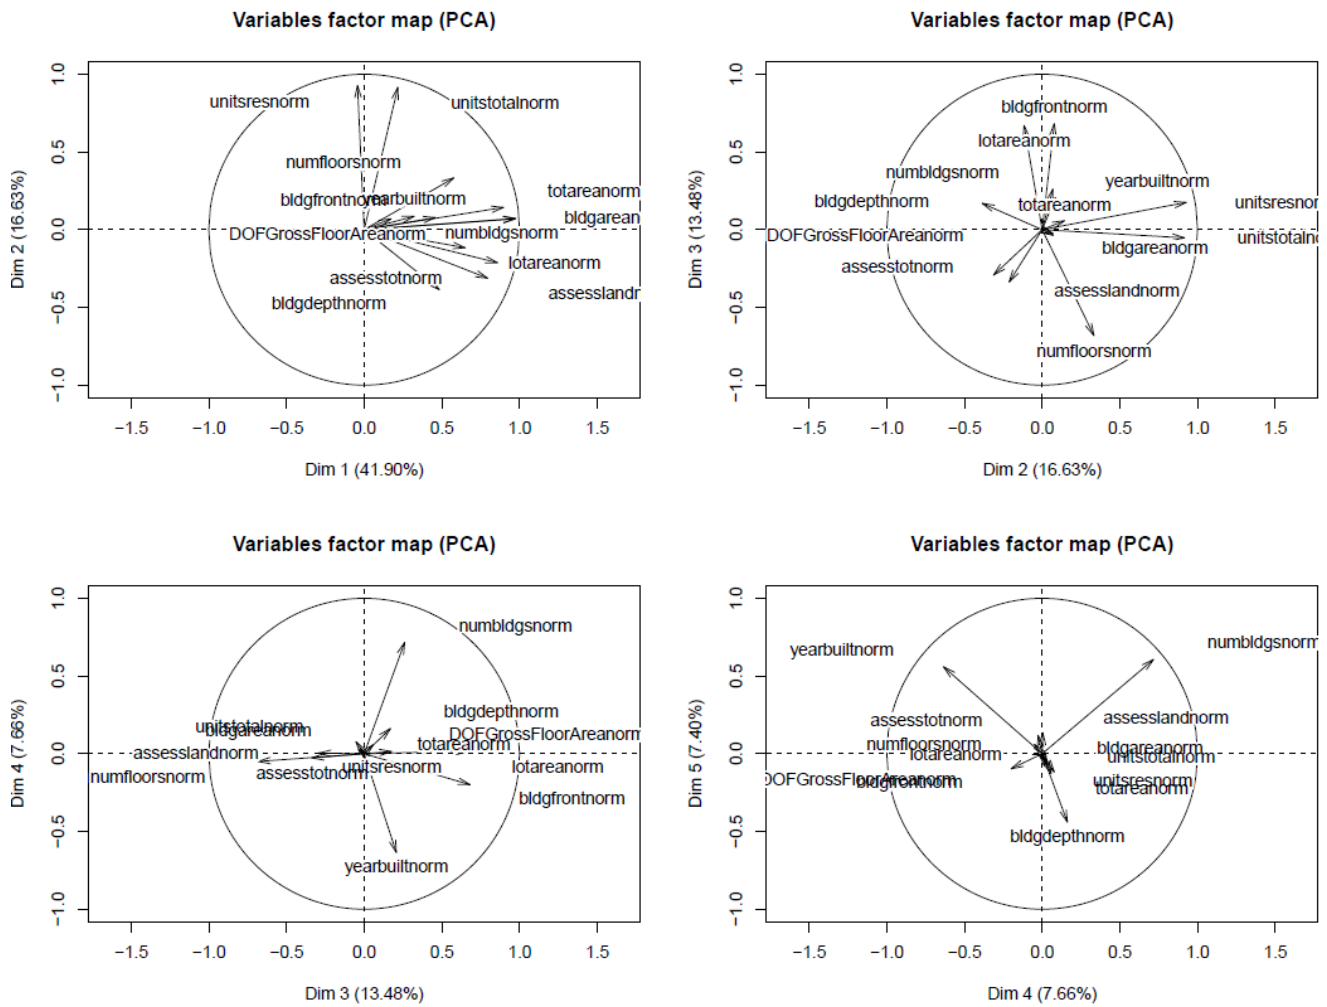 Variables factor map (PCA)
unitsresnorm
unitstotalnorm
numfloorsnorm
bldgfrontnorm
yearbuiltnorm
totareanorm
bldgarean
DOFGrossFloorAreanorm
numbldgsnorm
lotareanorm
assesstotnorm
assesslandr
bldgdepthnorm
Dim 2 (16.63%)
1.0
0.5
0.0
−0.5
−1.0
−1.5 −1.0 −0.5 0.0 0.5 1.0 1.5
Dim 1 (41.90%)
Variables factor map (PCA)
bldgfrontnorm
lotareanorm
numbldgsnorm
yearbuiltnorm
bldgdepthnorm
totareanorm
unitsresnor
DOFGrossFloorAreanorm
unitstotalno
bldgareanorm
assesstotnorm
assesslandnorm
numfloorsnorm
Dim 3 (13.48%)
1.0
0.5
0.0
−0.5
−1.0
−1.5 −1.0 −0.5 0.0 0.5 1.0 1.5
Dim 2 (16.63%)
Variables factor map (PCA)
numbldgsnorm
bldgdepthnorm
unitstotalnorm
bldgareanorm
DOFGrossFloorAreanorm
totareanorm
assesslandnorm
unitsresnorm
lotareanorm
assesstotnorm
numfloorsnorm
bldgfrontnorm
yearbuiltnorm
Dim 4 (7.66%)
1.0
0.5
0.0
−0.5
−1.0
−1.5 −1.0 −0.5 0.0 0.5 1.0 1.5
Dim 3 (13.48%)
Variables factor map (PCA)
numbldgsnorm
yearbuiltnorm
assesstotnorm
assesslandnorm
numfloorsnorm
bldgareanorm
lotareanorm
unitstotalnorm
DOFGrossFloorAreanorm
bldgfrontnorm
unitsresnorm
totareanorm
bldgdepthnorm
Dim 5 (7.40%)
1.0
0.5
0.0
−0.5
−1.0
−1.5 −1.0 −0.5 0.0 0.5 1.0 1.5
Dim 4 (7.66%)